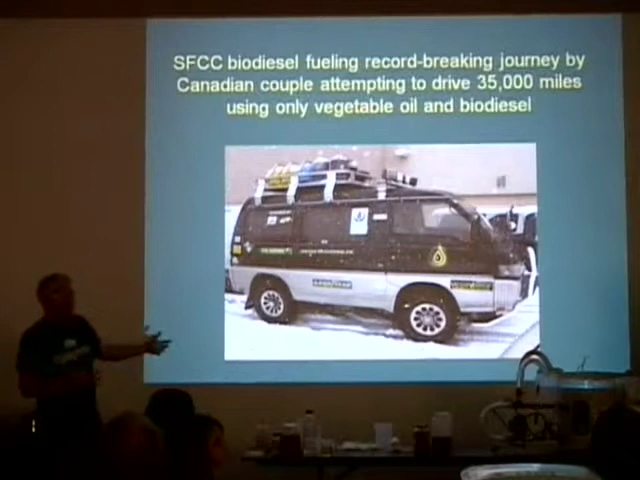 SFCC biodiesel fueling record-breaking journey by
Canadian couple attempting to drive 35,000 miles
using only vegetable oil and biodiesel